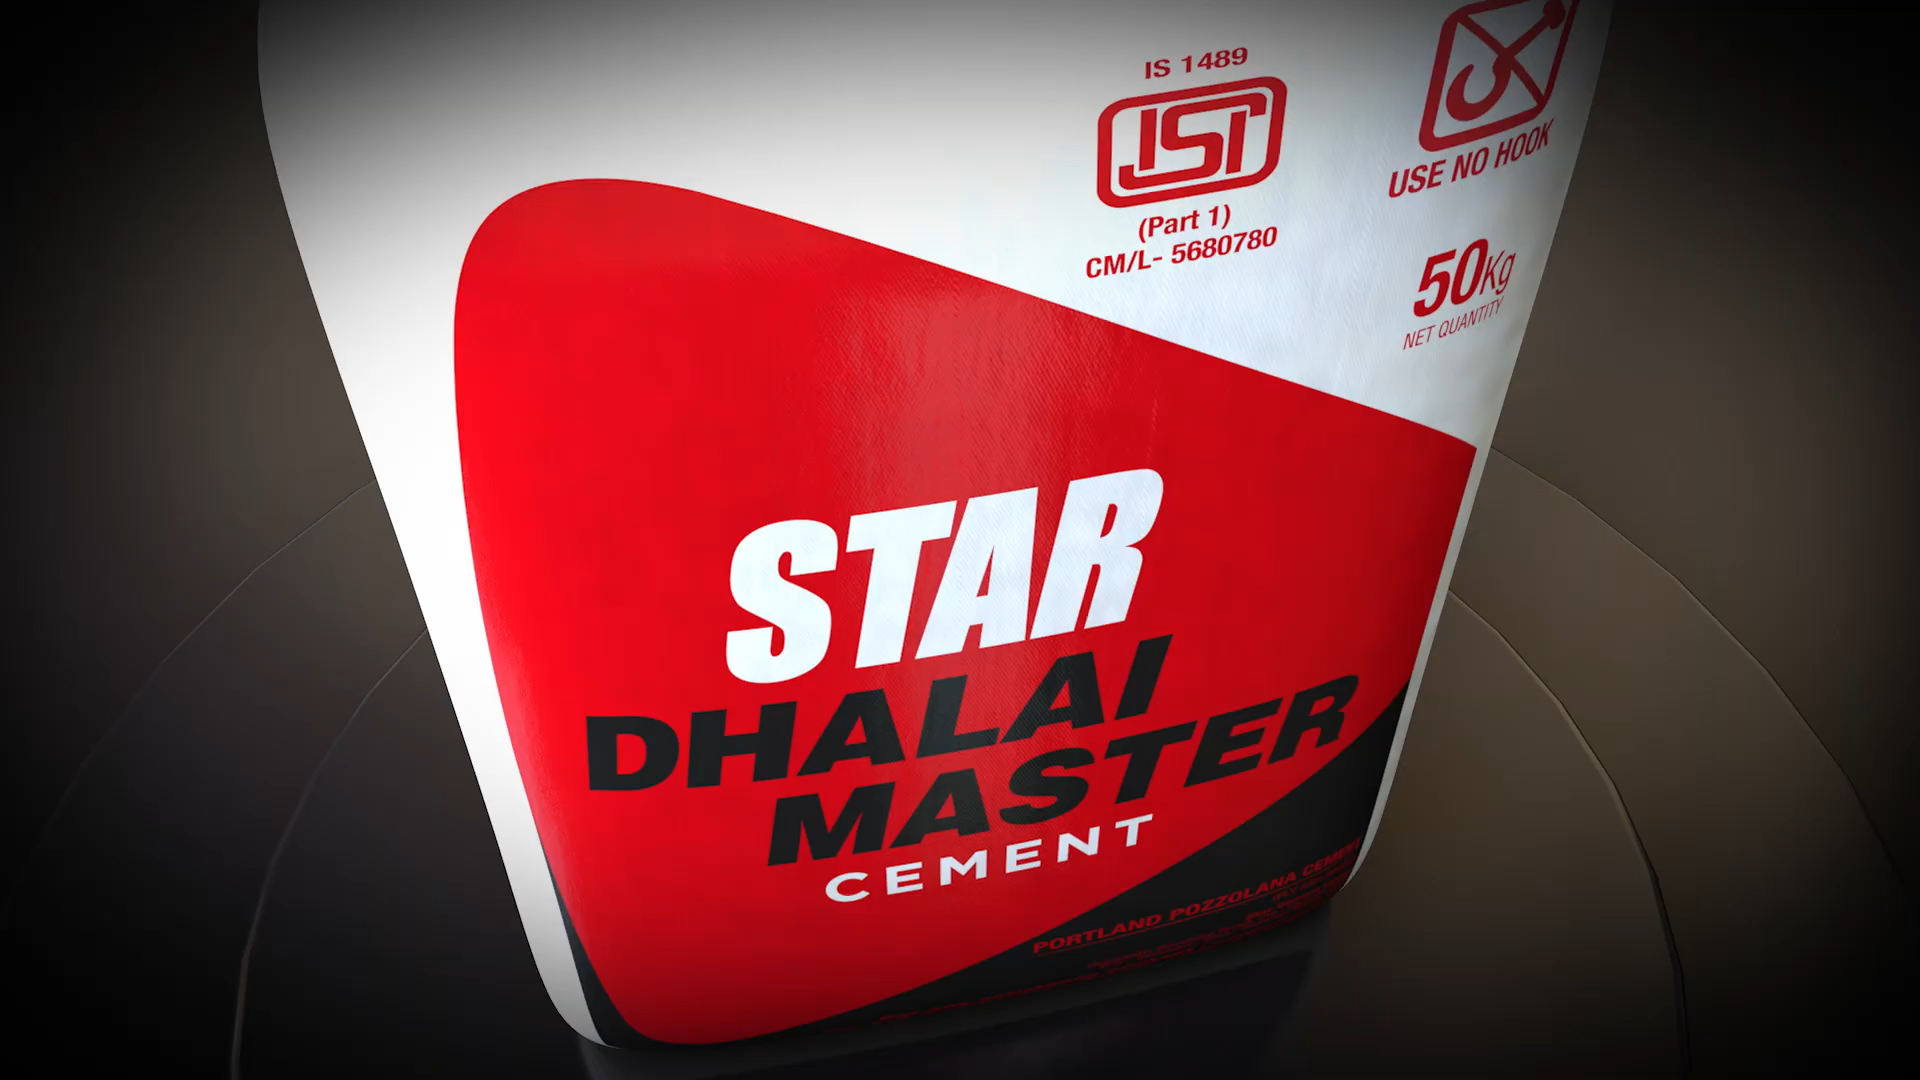 IS 1489
ISI
(Part 1)
CM/L- 5680780
USE NO HOOK
50Kg
NET QUANTITY
STAR
DHALAI
MASTER
CEMENT
PORTLAND POZZOLANA CEMENT